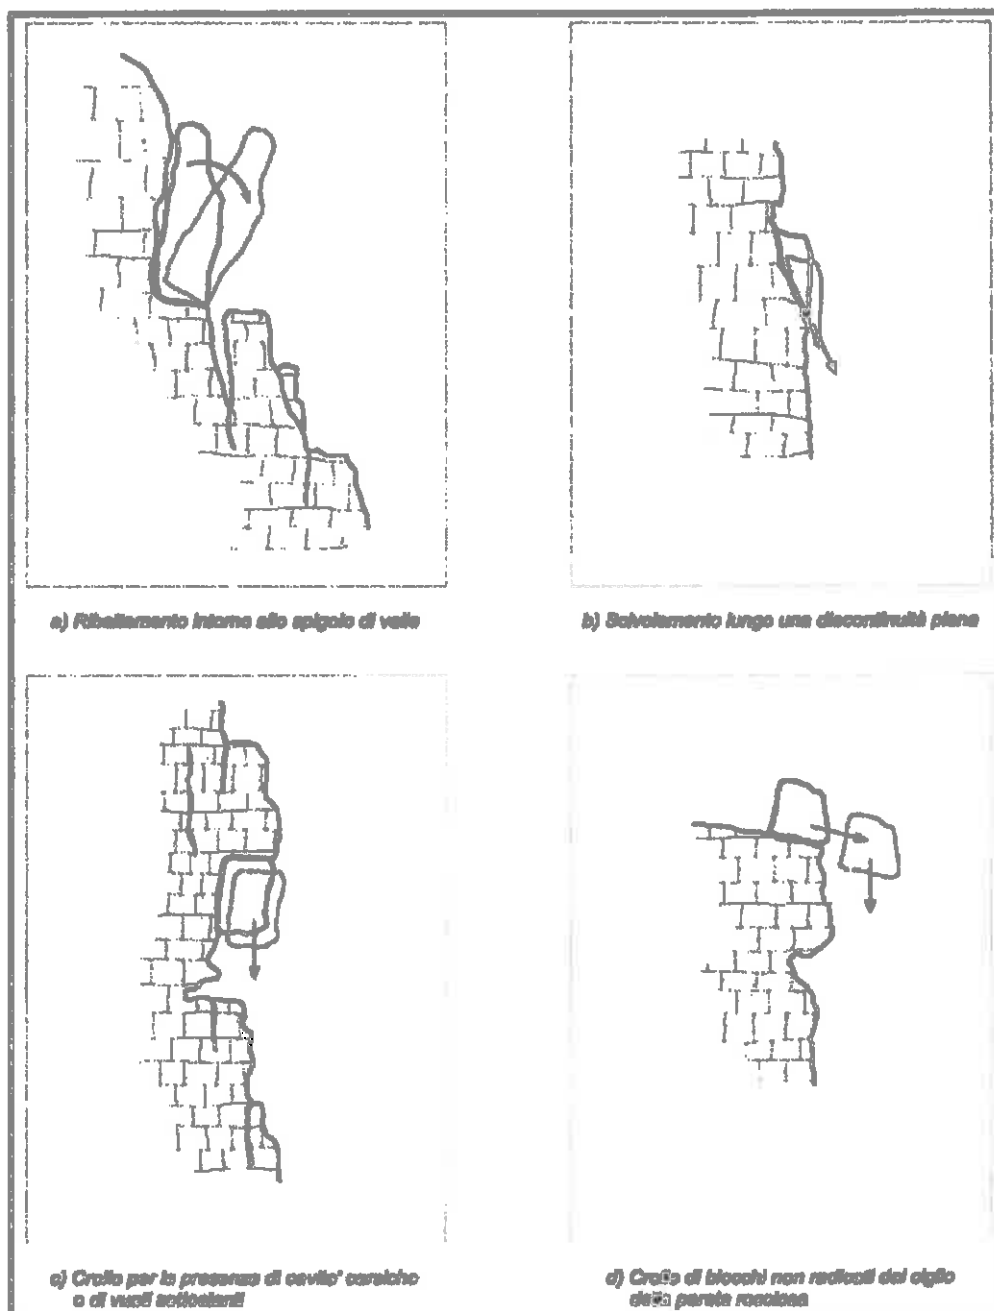 a) Ribaltamento intorno allo spigolo di valle
b) Scivolamento lungo una discontinuità piana
c) Crollo per la presenza di cavita' carsiche
o di vuoti sottostanti
d) Crollo di blocchi non radicati dal ciglio
della parete rocciosa